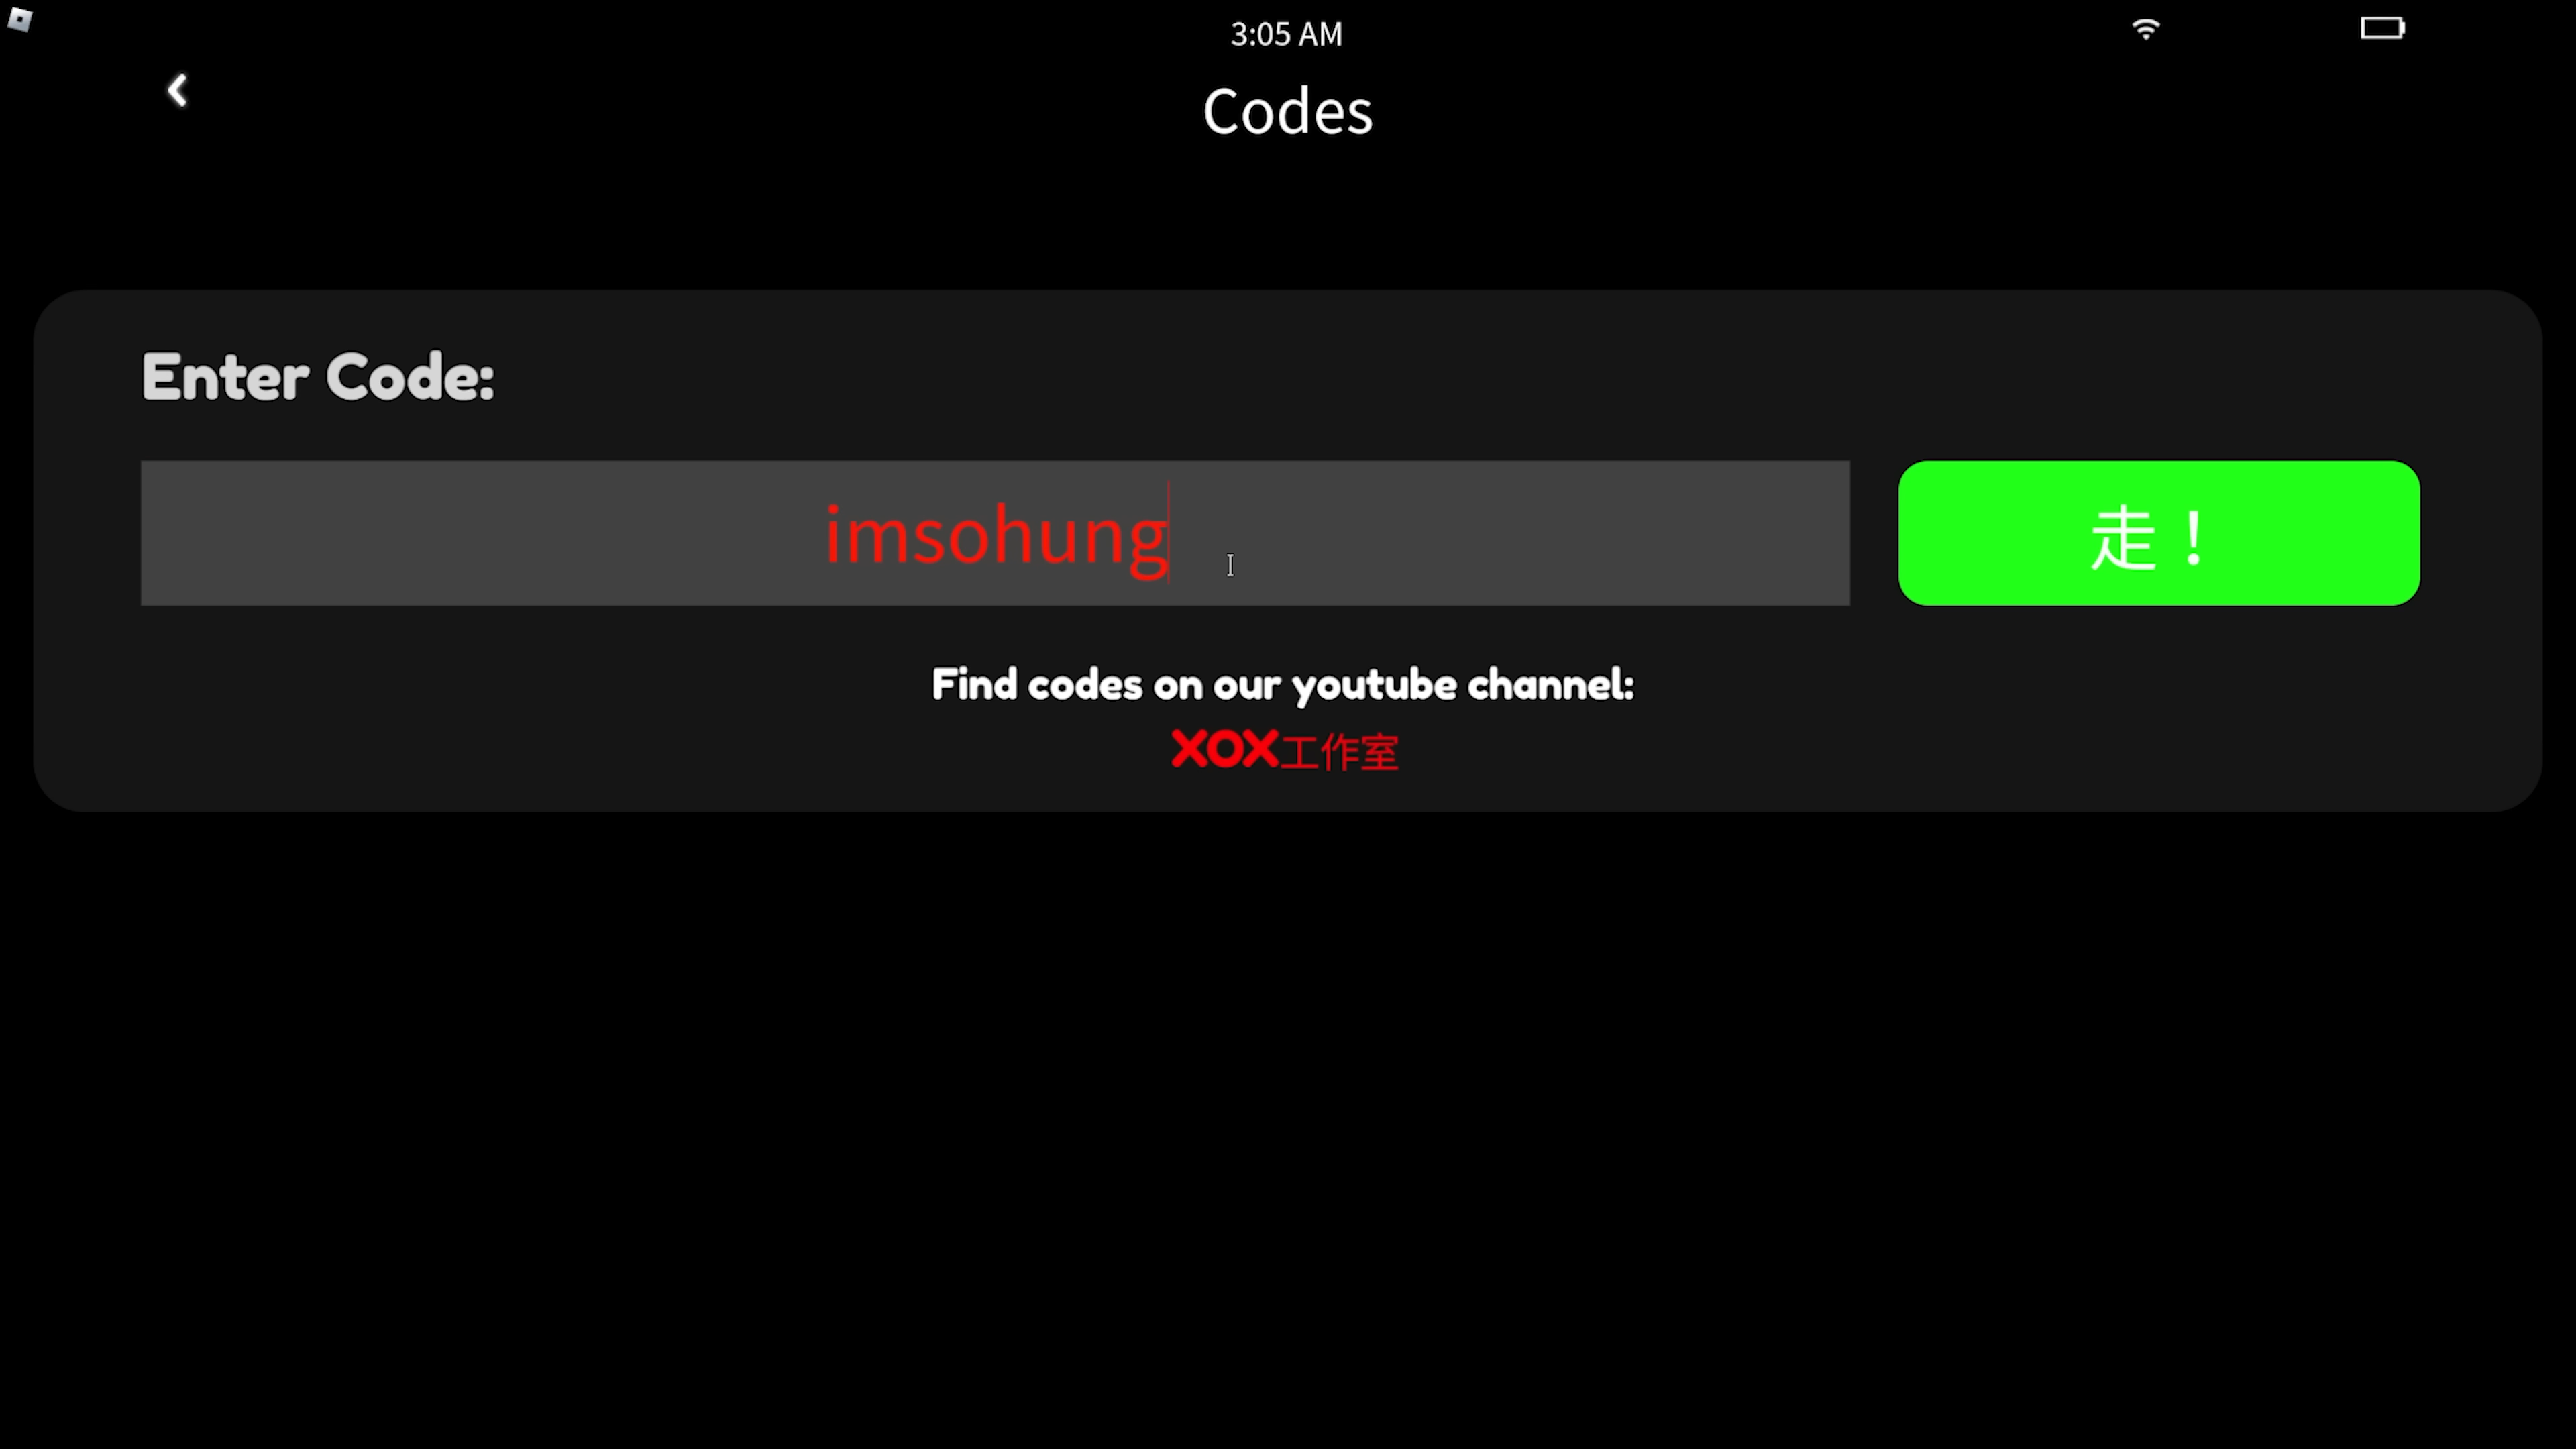 3:05 AM
Codes
Enter Code:
imsohung
走！
Find codes on our youtube channel:
XOX工作室